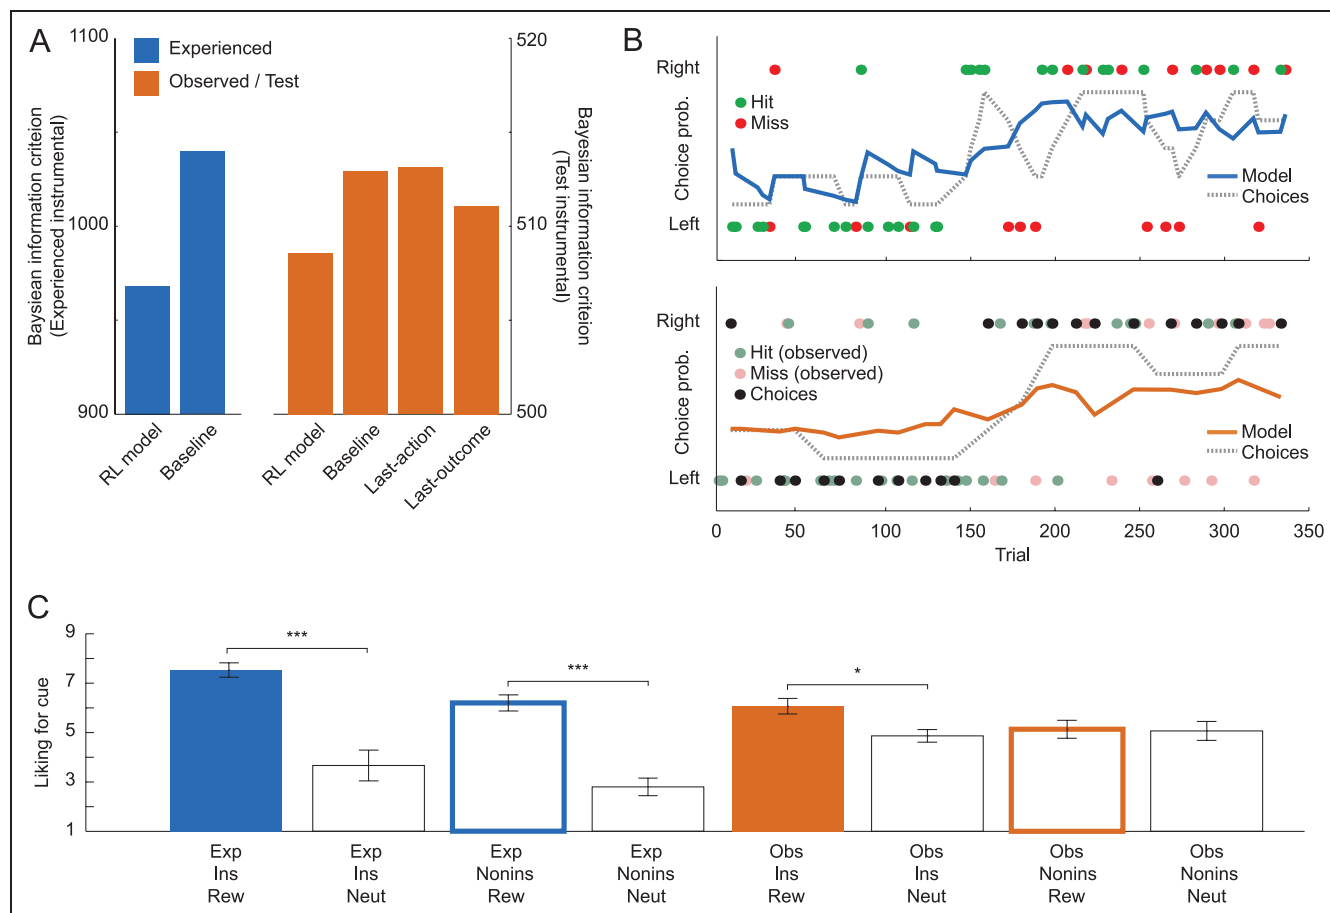 A
1100
1000
900
Baysiean information criteion
(Experienced instrumental)
Experienced
Observed / Test
520
510
500
Bayesian information criteion
(Test instrumental)
RL model
Baseline
RL model
Baseline
Last-action
Last-outcome
B
Right
Choice prob.
Left
Hit
Miss
Model
Choices
Right
Choice prob.
Left
Hit (observed)
Miss (observed)
Choices
Model
Choices
0 50 100 150 200 250 300 350
Trial
C
9
7
5
3
1
Liking for cue
*** *** *
Exp Exp Exp Exp Obs Obs Obs Obs
Ins Ins Nonins Nonins Ins Ins Nonins Nonins
Rew Neut Rew Neut Rew Neut Rew Neut